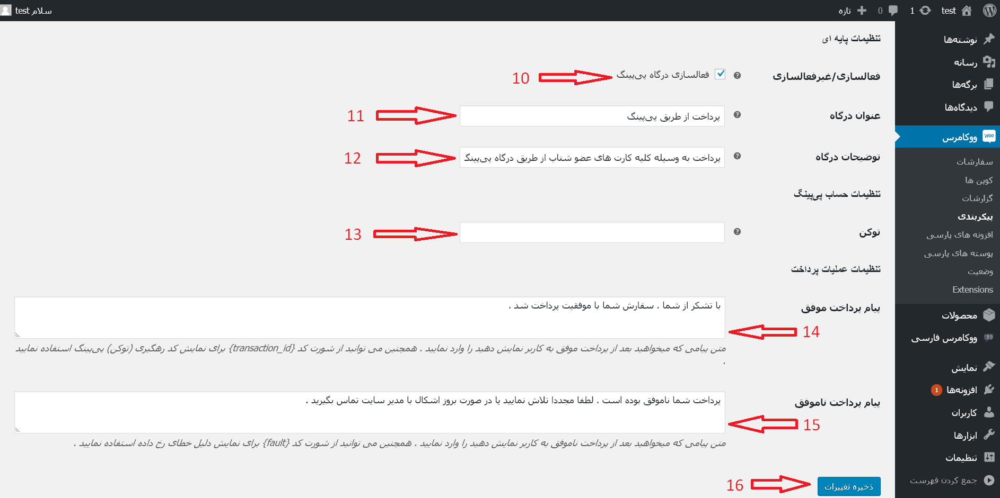 test
1
0
تازه
سلام test
نوشته‌ها
رسانه
برگه‌ها
دیدگاه‌ها
ووکامرس
سفارشات
کوپن ها
گزارشات
پیکربندی
افزونه های پارسی
پوسته های پارسی
وضعیت
Extensions
محصولات
ووکامرس فارسی
نمایش
افزونه‌ها 1
کاربران
ابزارها
تنظیمات
جمع کردن فهرست
تنظیمات پایه ای
فعالسازی/غیرفعالسازی
فعالسازی درگاه پی‌پینگ
10
عنوان درگاه
پرداخت از طریق پی‌پینگ
11
توضیحات درگاه
پرداخت به وسیله کلیه کارت های عضو شتاب از طریق درگاه پی‌پینگ
12
تنظیمات حساب پی‌پینگ
توکن
13
تنظیمات عملیات پرداخت
پیام پرداخت موفق
با تشکر از شما . سفارش شما با موفقیت پرداخت شد .
14
متن پیامی که میخواهید بعد از پرداخت موفق به کاربر نمایش دهید را وارد نمایید . همچنین می توانید از شورت کد {transaction_id} برای نمایش کد رهگیری (توکن) پی‌پینگ استفاده نمایید
.
پیام پرداخت ناموفق
پرداخت شما ناموفق بوده است . لطفا مجددا تلاش نمایید یا در صورت بروز اشکال با مدیر سایت تماس بگیرید .
15
متن پیامی که میخواهید بعد از پرداخت ناموفق به کاربر نمایش دهید را وارد نمایید . همچنین می توانید از شورت کد {fault} برای نمایش دلیل خطای رخ داده استفاده نمایید .
ذخیره تغییرات
16